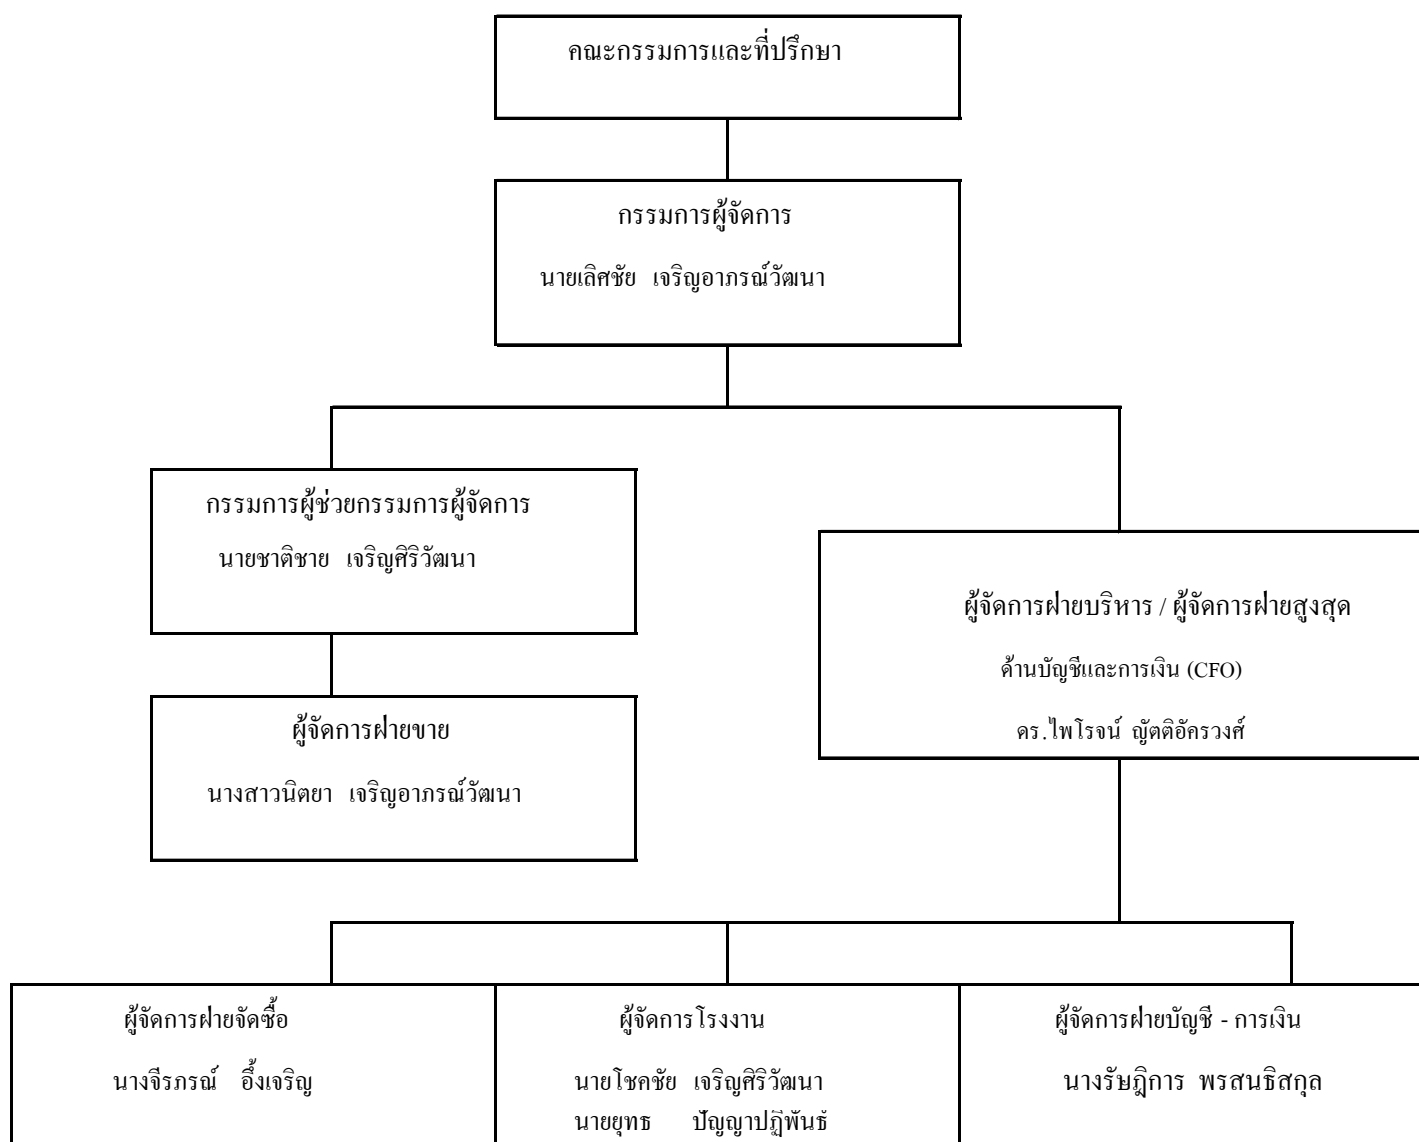 คณะกรรมการและที่ปรึกษา
กรรมการผู้จัดการ
นายเลิศชัย เจริญอาภรณ์วัฒนา
กรรมการผู้ช่วยกรรมการผู้จัดการ
นายชาติชาย เจริญศิริวัฒนา
ผู้จัดการฝ่ายขาย
นางสาวนิตยา เจริญอาภรณ์วัฒนา
ผู้จัดการฝ่ายบริหาร / ผู้จัดการฝ่ายสูงสุด
ด้านบัญชีและการเงิน (CFO)
ดร.ไพโรจน์ ญัตติอัครวงศ์
ผู้จัดการฝ่ายจัดซื้อ
นางจีรภรณ์ อึ้งเจริญ
ผู้จัดการโรงงาน
นายโชคชัย เจริญศิริวัฒนา
นายยุทธ ปัญญาปฏิพันธ์
ผู้จัดการฝ่ายบัญชี - การเงิน
นางรัษฎิการ พรสนธิสกุล